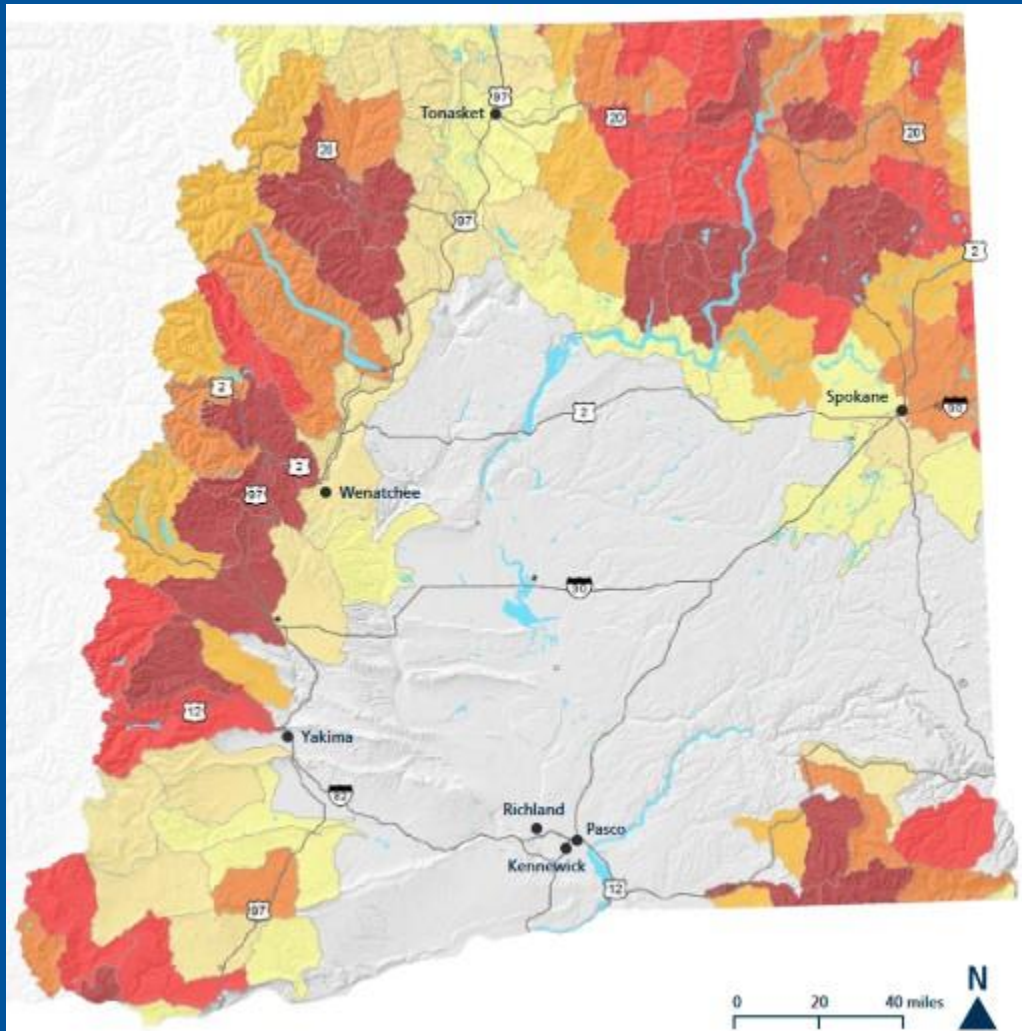 97
Tonasket
20
20
20
97
2
2
2
Spokane
90
2
Wenatchee
97
90
12
Yakima
82
Richland
Pasco
Kennewick
12
97
N
0 20 40 miles